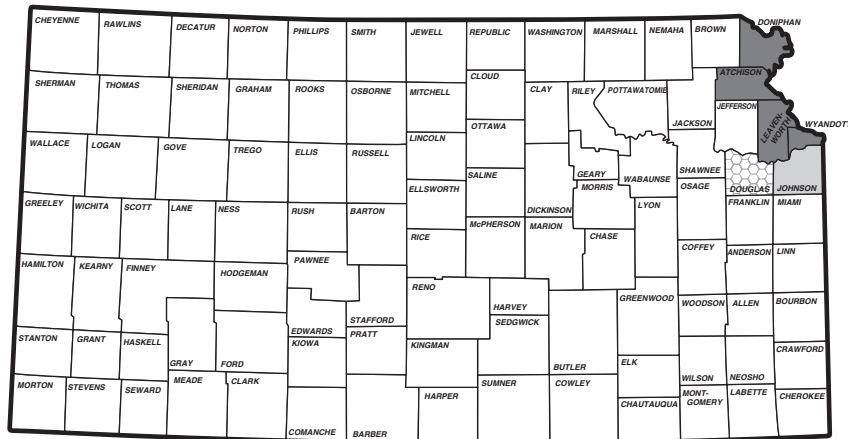 CHEYENNE
RAWLINS
DECATUR
NORTON
PHILLIPS
SMITH
JEWELL
REPUBLIC
WASHINGTON
MARSHALL
NEMAHA
BROWN
DONIPHAN
SHERMAN
THOMAS
SHERIDAN
GRAHAM
ROOKS
OSBORNE
MITCHELL
CLOUD
CLAY
RILEY
POTTAWATOMIE
JACKSON
ATCHISON
JEFFERSON
LEAVEN-
WORTH
WYANDOTT
WALLACE
LOGAN
GOVE
TREGO
ELLIS
RUSSELL
LINCOLN
OTTAWA
SALINE
DICKINSON
GEARY
MORRIS
WABAUNSE
SHAWNEE
OSAGE
DOUGLAS
JOHNSON
GREELEY
WICHITA
SCOTT
LANE
NESS
RUSH
BARTON
ELLSWORTH
RICE
McPHERSON
MARION
CHASE
LYON
COFFEY
FRANKLIN
MIAMI
ANDERSON
LINN
HAMILTON
KEARNY
FINNEY
HODGEMAN
PAWNEE
EDWARDS
STAFFORD
RENO
HARVEY
SEDGWICK
BUTLER
GREENWOOD
WOODSON
ALLEN
BOURBON
STANTON
GRANT
HASKELL
GRAY
FORD
KIOWA
PRATT
KINGMAN
ELK
WILSON
NEOSHO
CRAWFORD
MORTON
STEVENS
SEWARD
MEADE
CLARK
COMANCHE
BARBER
HARPER
SUMNER
COWLEY
CHAUTAUQUA
MONT-
GOMERY
LABETTE
CHEROKEE